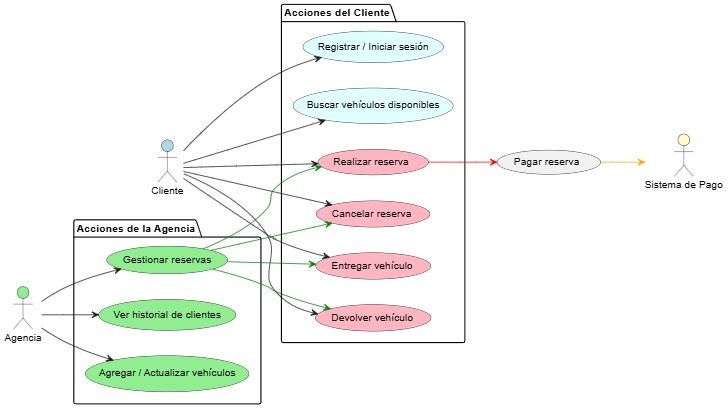 Acciones del Cliente
Registrar / Iniciar sesión
Buscar vehículos disponibles
Realizar reserva
Pagar reserva
Sistema de Pago
Cliente
Cancelar reserva
Acciones de la Agencia
Gestionar reservas
Entregar vehículo
Agencia
Ver historial de clientes
Devolver vehículo
Agregar / Actualizar vehículos